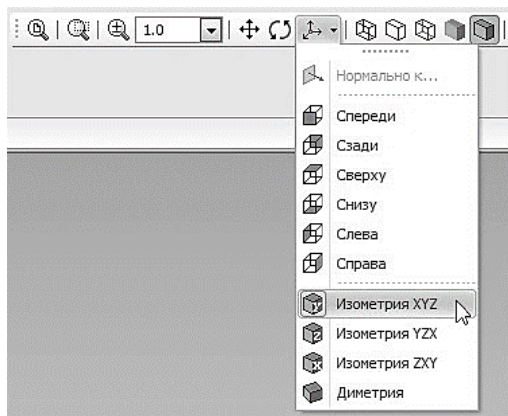 1.0
Нормально к...
Спереди
Сзади
Сверху
Снизу
Слева
Справа
Изометрия XYZ
Изометрия YZX
Изометрия ZXY
Диметрия